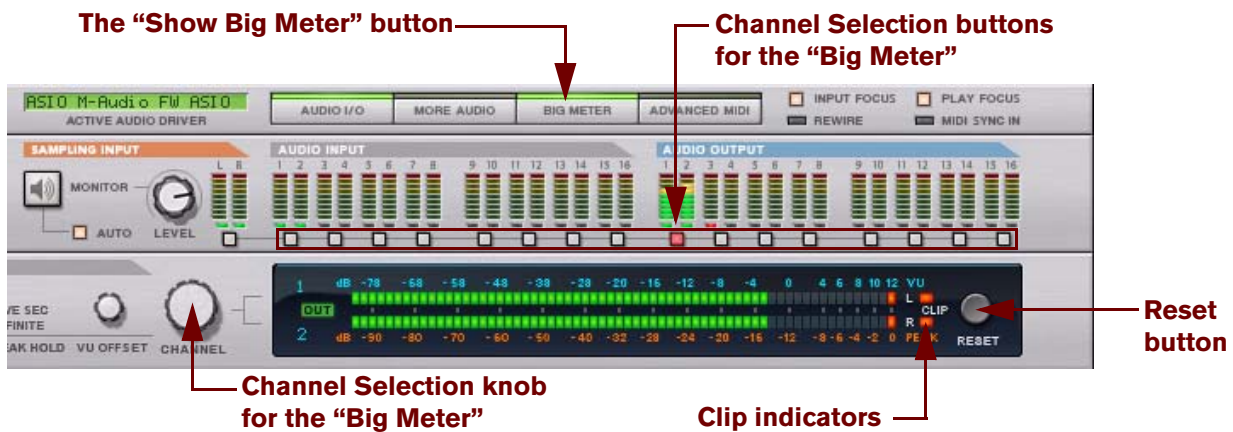 The “Show Big Meter” button
Channel Selection buttons
for the “Big Meter”
ASIO M-Audio FW ASIO
ACTIVE AUDIO DRIVER
AUDIO I/O
MORE AUDIO
BIG METER
ADVANCED MIDI
INPUT FOCUS
PLAY FOCUS
REWIRE
MIDI SYNC IN
SAMPLING INPUT
AUDIO INPUT
AUDIO OUTPUT
L R
1 2 3 4 5 6 7 8 9 10 11 12 13 14 15 16
1 2 3 4 5 6 7 8 9 10 11 12 13 14 15 16
MONITOR
AUTO
LEVEL
1 dB -78 -68 -58 -48 -38 -28 -20 -16 -12 -8 -4 0 4 6 8 10 12 VU
OUT
L
CLIP
R
2 dB -90 -80 -70 -60 -50 -40 -32 -28 -24 -20 -16 -12 -8 -6 -4 -2 0 PEAK
VE SEC
FINITE
AK HOLD
VU OFFSET
CHANNEL
RESET
Reset
button
Channel Selection knob
for the “Big Meter”
Clip indicators